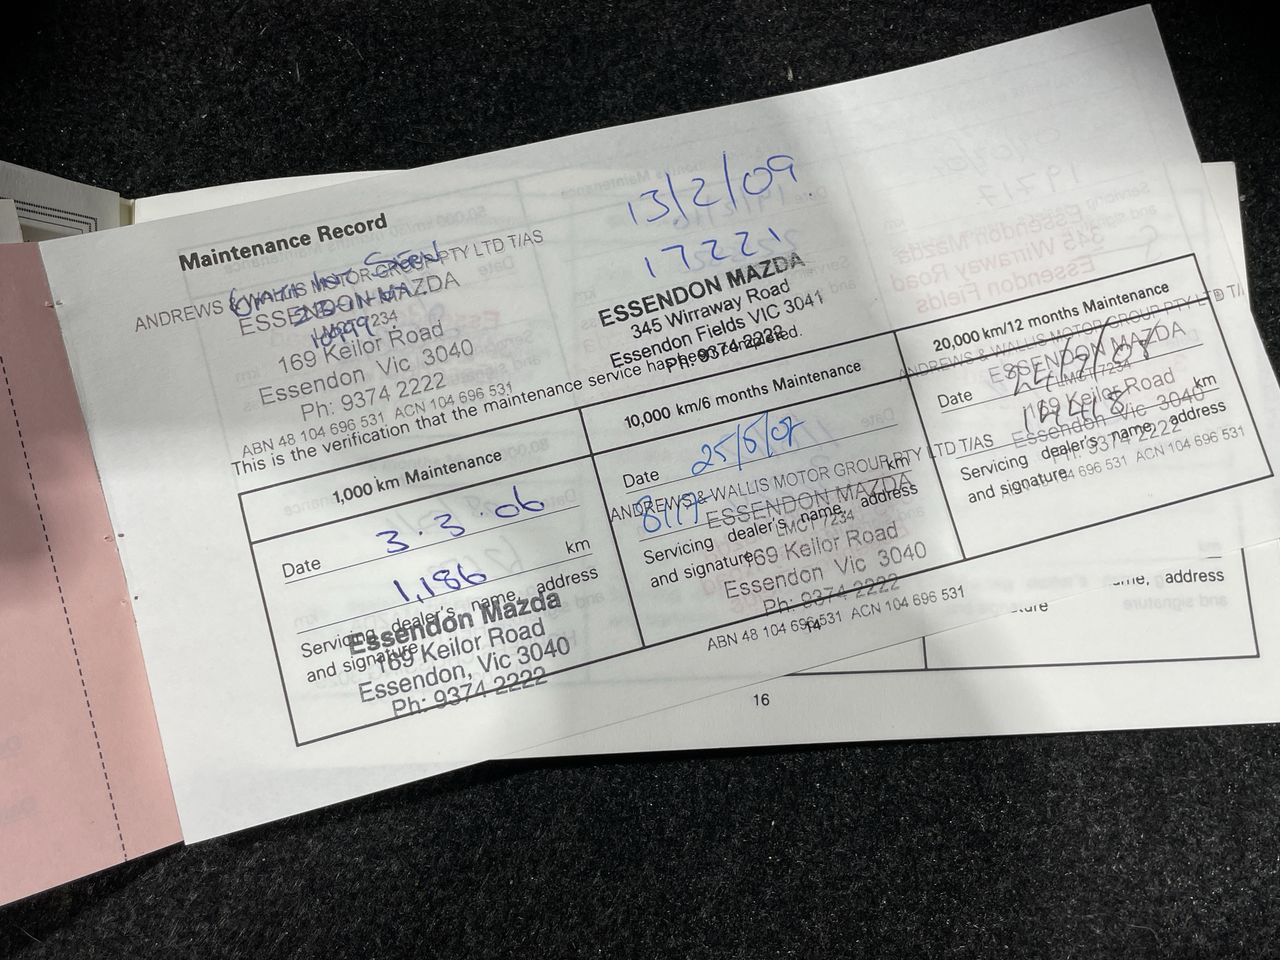 Maintenance Record
ANDREWS & WALLIS MOTOR GROUP PTY LTD T/AS
ESSENDON MAZDA
LMCT 7234
10991
169 Keilor Road
Essendon Vic 3040
Ph: 9374 2222
ABN 48 104 696 531 ACN 104 696 531
13/2/09
17221
ESSENDON MAZDA
345 Wirraway Road
Essendon Fields VIC 3041
Ph: 9374 2222
This is the verification that the maintenance service has been completed.
1,000 km Maintenance
Date 3.3.06
1,186 km
Servicing dealer's name, address
and signature
Essendon Mazda
169 Keilor Road
Essendon, Vic 3040
Ph: 9374 2222
10,000 km/6 months Maintenance
Date 25/5/07
8117 km
ANDREWS & WALLIS MOTOR GROUP PTY LTD T/AS
ESSENDON MAZDA
LMCT 7234
Servicing dealer's name, address
and signature
169 Keilor Road
Essendon Vic 3040
Ph: 9374 2222
ABN 48 104 696 531 ACN 104 696 531
20,000 km/12 months Maintenance
ANDREWS & WALLIS MOTOR GROUP PTY LTD T/
ESSENDON MAZDA
LMCT 7234
Date
14418 km
169 Keilor Road
Essendon Vic 3040
Servicing dealer's name, address
and signature
9374 2222
104 696 531 ACN 104 696 531
14
address
16